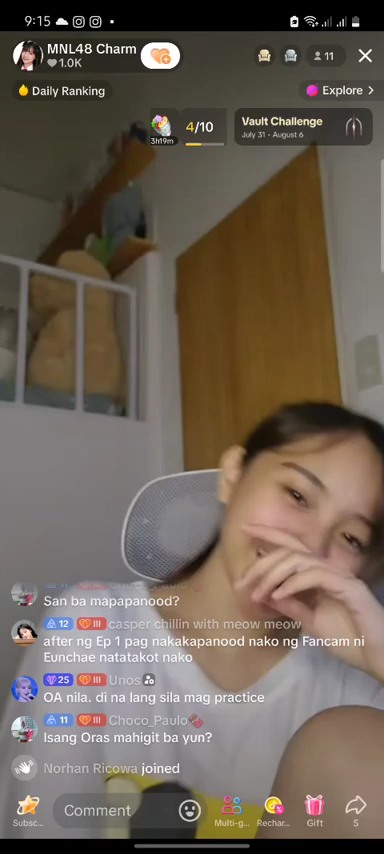 9:15
MNL48 Charm
1.0K
11
Daily Ranking
Explore >
3h19m
4/10
Vault Challenge
July 31 - August 6
San ba mapapanood?
12 III casper chillin with meow meow
after ng Ep 1 pag nakakapanood nako ng Fancam ni
Eunchae natatakot nako
25 III Unos
OA nila. di na lang sila mag practice
11 III Choco_Paulo
Isang Oras mahigit ba yun?
Norhan Ricowa joined
Comment
Subsc...
Multi-g...
Rechar...
Gift
5